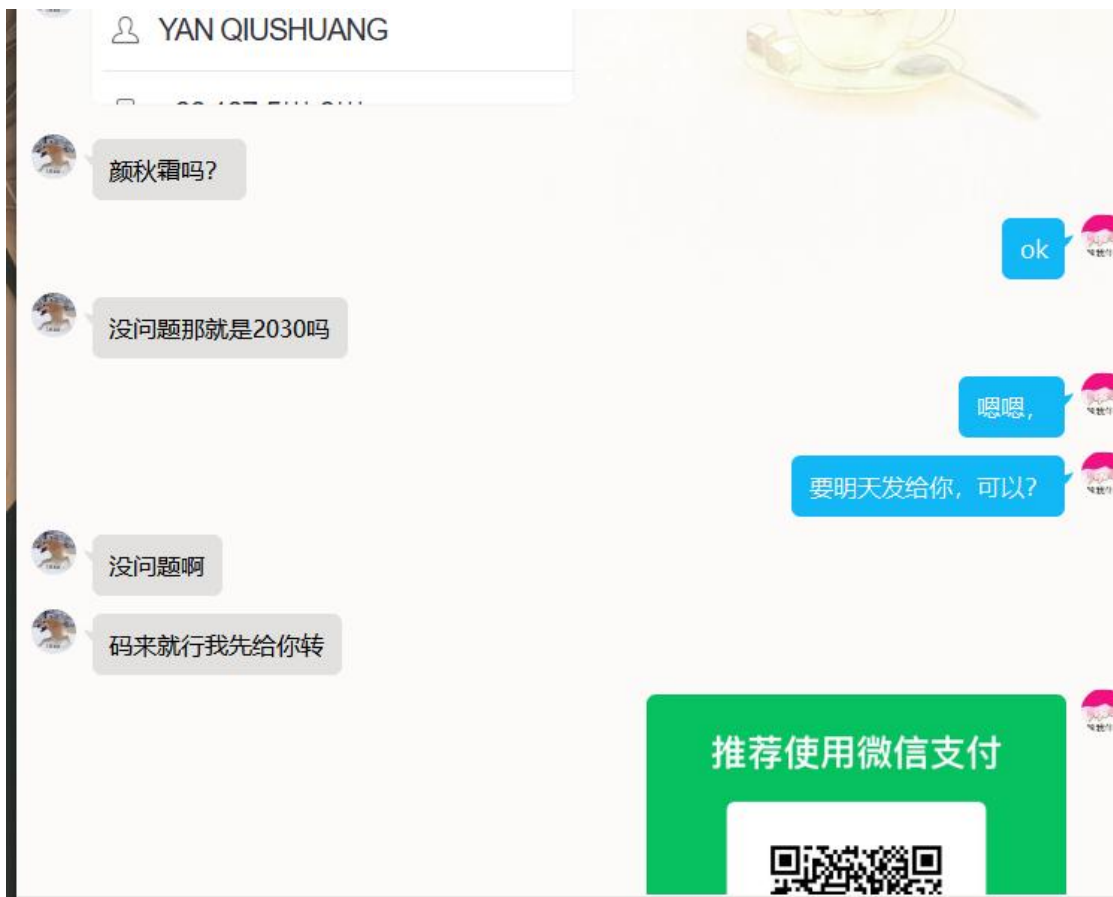 YAN QIUSHUANG
颜秋霜吗?
ok
没问题那就是2030吗
嗯嗯,
要明天发给你，可以?
没问题啊
码来就行我先给你转
推荐使用微信支付